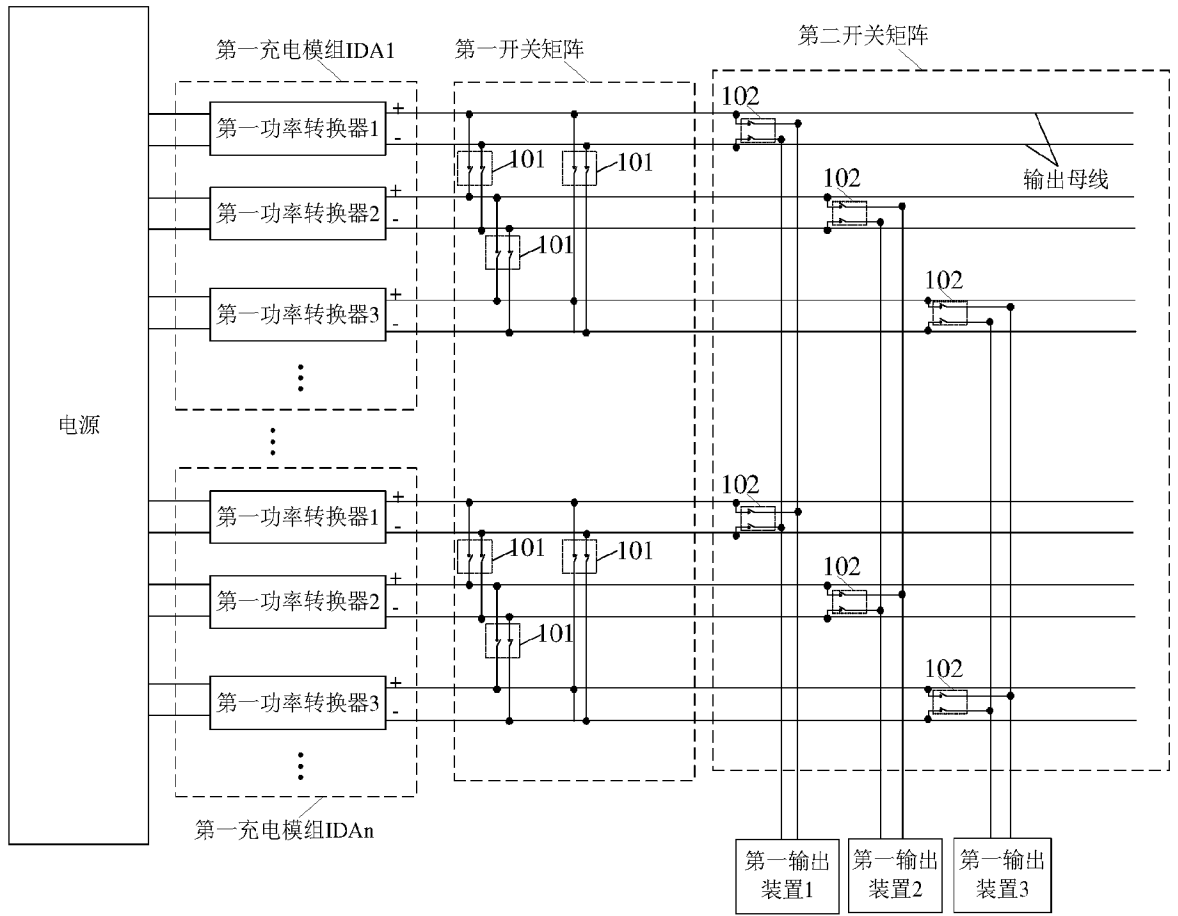 第一充电模组IDA1
第一开关矩阵
第二开关矩阵
第一功率转换器1
+
-
101
101
102
输出母线
第一功率转换器2
+
-
101
102
第一功率转换器3
+
-
102
电源
第一功率转换器1
+
-
101
101
102
第一功率转换器2
+
-
101
102
第一功率转换器3
+
-
102
第一充电模组IDAn
第一输出
装置1
第一输出
装置2
第一输出
装置3